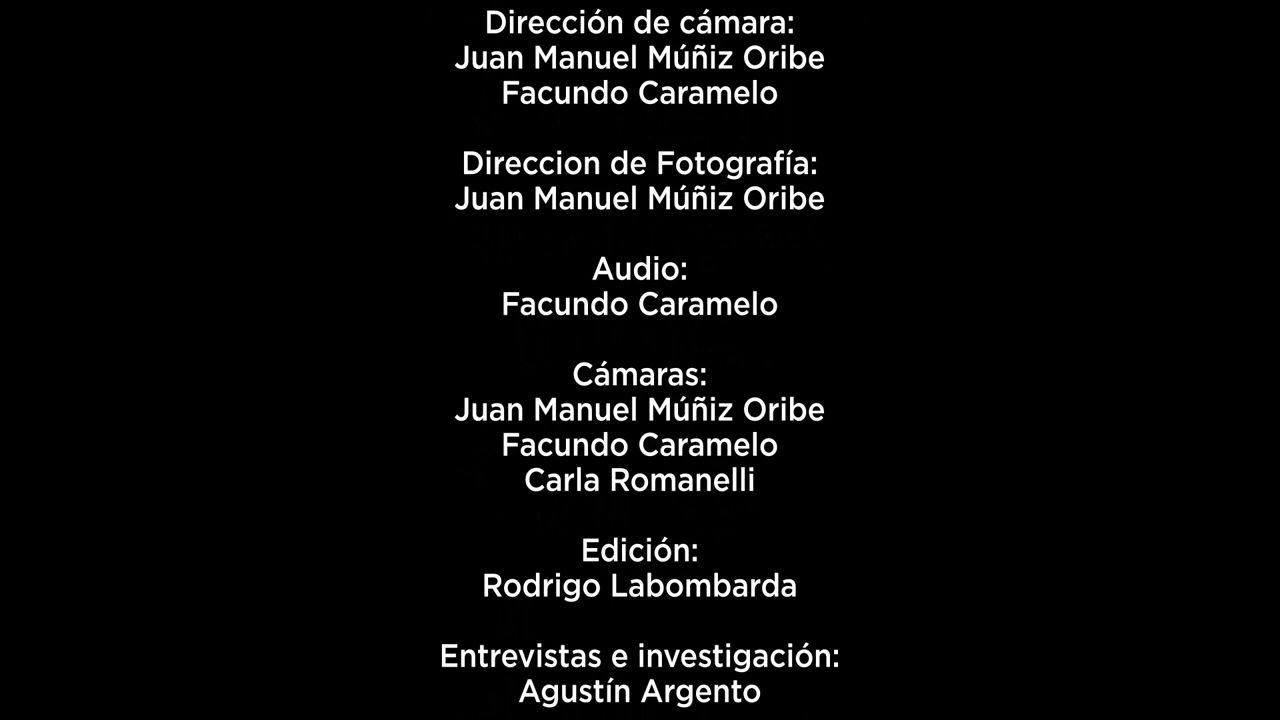 Dirección de cámara:
Juan Manuel Múñiz Oribe
Facundo Caramelo
Direccion de Fotografía:
Juan Manuel Múñiz Oribe
Audio:
Facundo Caramelo
Cámaras:
Juan Manuel Múñiz Oribe
Facundo Caramelo
Carla Romanelli
Edición:
Rodrigo Labombarda
Entrevistas e investigación:
Agustín Argento